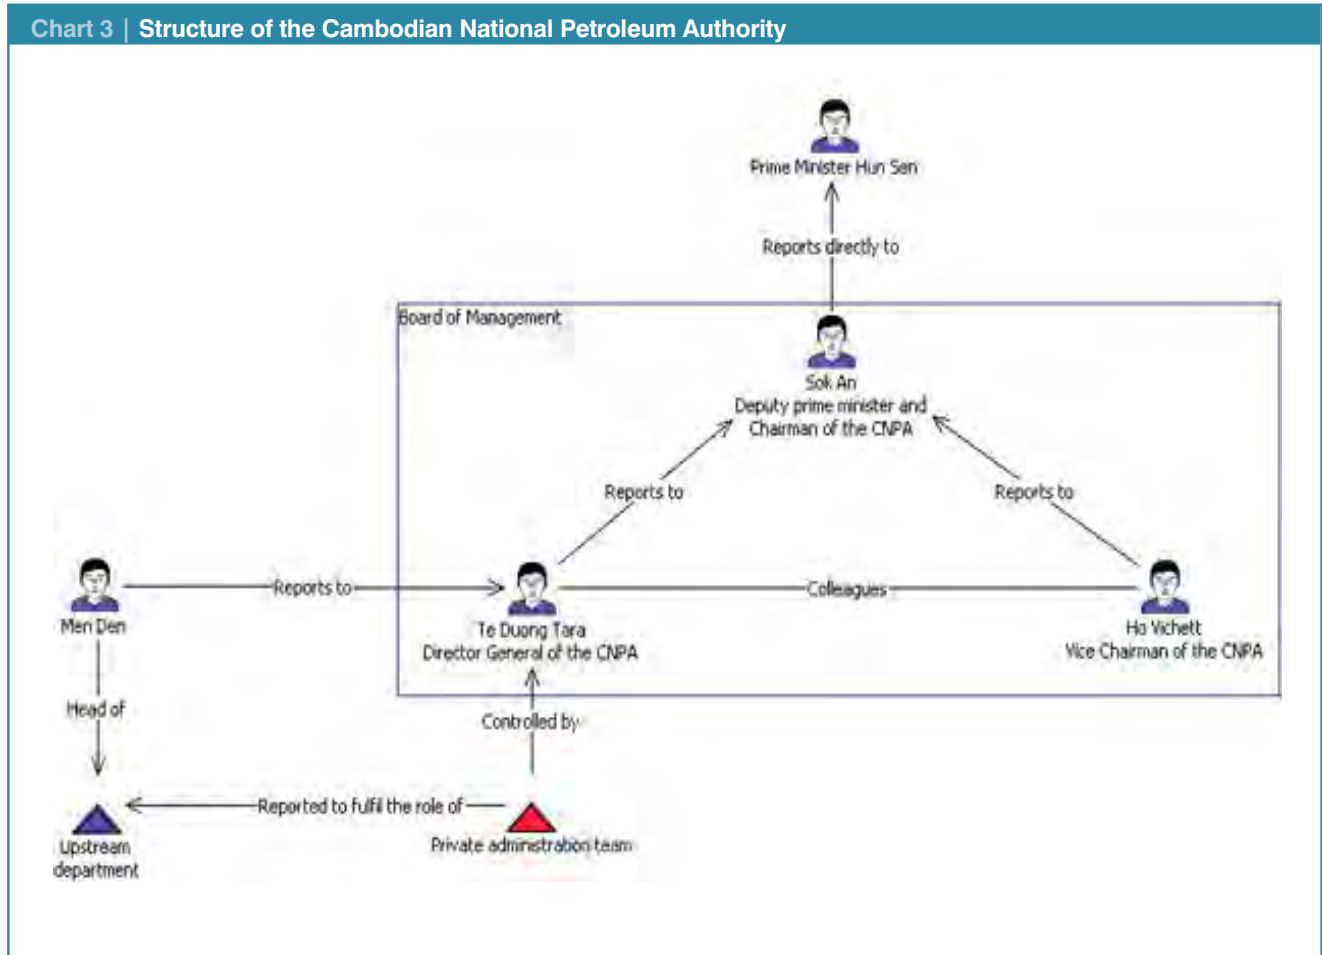 Chart 3 | Structure of the Cambodian National Petroleum Authority
Prime Minister Hun Sen
Reports directly to
Board of Management
Sok An
Deputy prime minister and
Chairman of the CNPA
Reports to
Reports to
Men Den
Reports to
Te Duong Tara
Director General of the CNPA
Colleagues
Ho Vichett
Vice Chairman of the CNPA
Head of
Controlled by
Reported to fulfil the role of
Upstream
department
Private administration team